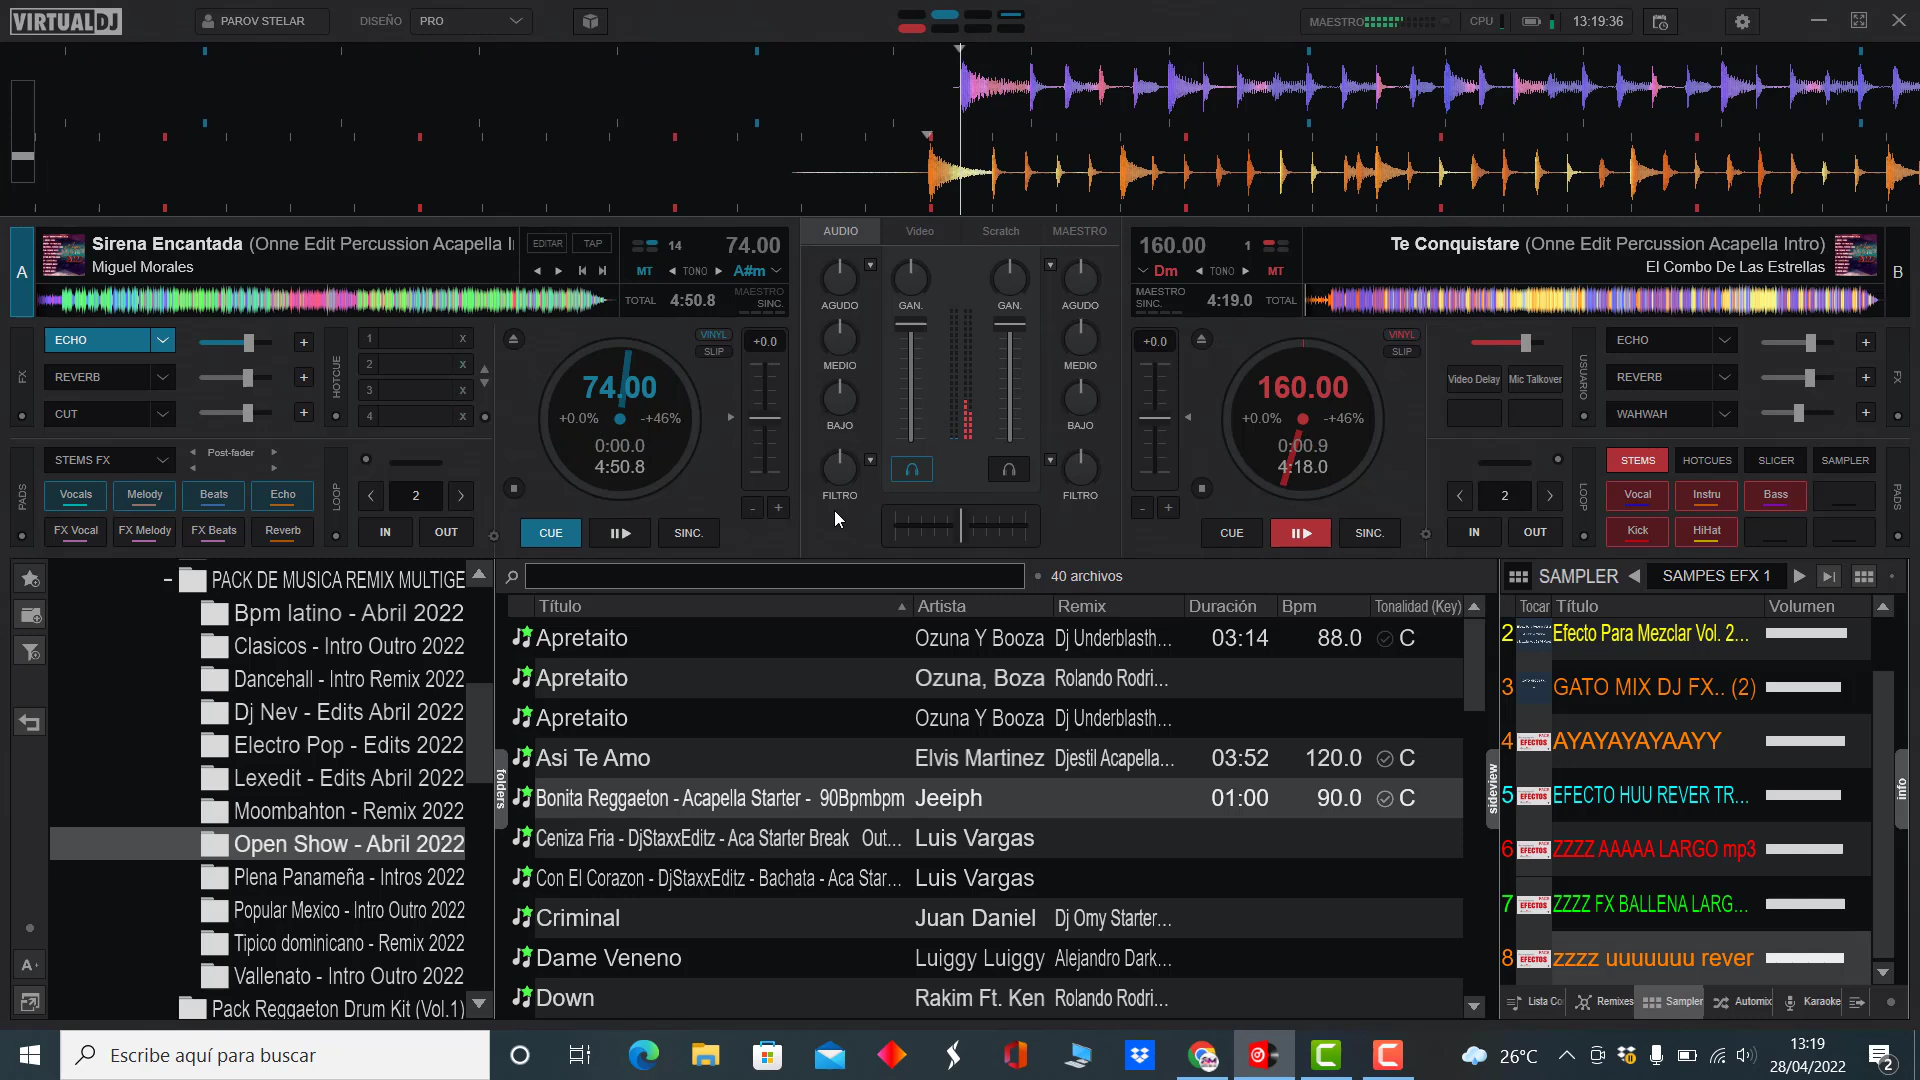 VIRTUALDJ
PAROV STELAR
DISEÑO
PRO
MAESTRO
CPU
13:19:36
A
Sirena Encantada (Onne Edit Percussion Acapella I
Miguel Morales
EDITAR
TAP
14
74.00
MT
TONO
A#m
TOTAL
4:50.8
MAESTRO
SINC.
AUDIO
Video
Scratch
MAESTRO
160.00
1
Dm
TONO
MT
MAESTRO
SINC.
4:19.0
TOTAL
Te Conquistare (Onne Edit Percussion Acapella Intro)
El Combo De Las Estrellas
B
FX
ECHO
REVERB
CUT
HOTCUE
1 x
2 x
3 x
4 x
VINYL
SLIP
+0.0
74.00
+0.0%
-+46%
0:00.0
4:50.8
AGUDO
GAN.
GAN.
AGUDO
MEDIO
MEDIO
BAJO
BAJO
FILTRO
FILTRO
+0.0
VINYL
SLIP
160.00
+0.0%
-+46%
0:00.9
4:18.0
Video Delay
Mic Talkover
USUARIO
ECHO
REVERB
WAHWAH
FX
PADS
STEMS FX
Post-fader
Vocals
Melody
Beats
Echo
FX Vocal
FX Melody
FX Beats
Reverb
LOOP
2
IN
OUT
CUE
SINC.
CUE
SINC.
2
IN
OUT
LOOP
STEMS
HOTCUES
SLICER
SAMPLER
Vocal
Instru
Bass
Kick
HiHat
PADS
PACK DE MUSICA REMIX MULTIGE
Bpm latino - Abril 2022
Clasicos - Intro Outro 2022
Dancehall - Intro Remix 2022
Dj Nev - Edits Abril 2022
Electro Pop - Edits 2022
Lexedit - Edits Abril 2022
Moombahton - Remix 2022
Open Show - Abril 2022
Plena Panameña - Intros 2022
Popular Mexico - Intro Outro 2022
Tipico dominicano - Remix 2022
Vallenato - Intro Outro 2022
Pack Reggaeton Drum Kit (Vol.1)
folders
40 archivos
Título Artista Remix Duración Bpm Tonalidad (Key)
Apretaito Ozuna Y Booza Dj Underblasth... 03:14 88.0 C
Apretaito Ozuna, Boza Rolando Rodri...
Apretaito Ozuna Y Booza Dj Underblasth...
Asi Te Amo Elvis Martinez Djestil Acapella... 03:52 120.0 C
Bonita Reggaeton - Acapella Starter - 90Bpmbpm Jeeiph 01:00 90.0 C
Ceniza Fria - DjStaxxEditz - Aca Starter Break Out... Luis Vargas
Con El Corazon - DjStaxxEditz - Bachata - Aca Star... Luis Vargas
Criminal Juan Daniel Dj Omy Starter...
Dame Veneno Luiggy Luiggy Alejandro Dark...
Down Rakim Ft. Ken Rolando Rodri...
sideview
SAMPLER
SAMPES EFX 1
Tocar Título Volumen
2 Efecto Para Mezclar Vol. 2...
3 GATO MIX DJ FX.. (2)
4 EFECTOS AYAYAYAYAAYY
5 EFECTOS EFECTO HUU REVER TR...
6 EFECTOS ZZZZ AAAAA LARGO mp3
7 EFECTOS ZZZZ FX BALLENA LARG...
8 EFECTOS zzzz uuuuuuu rever
info
Lista Co
Remixes
Sampler
Automix
Karaoke
A+
Escribe aquí para buscar
26°C
13:19
28/04/2022
2